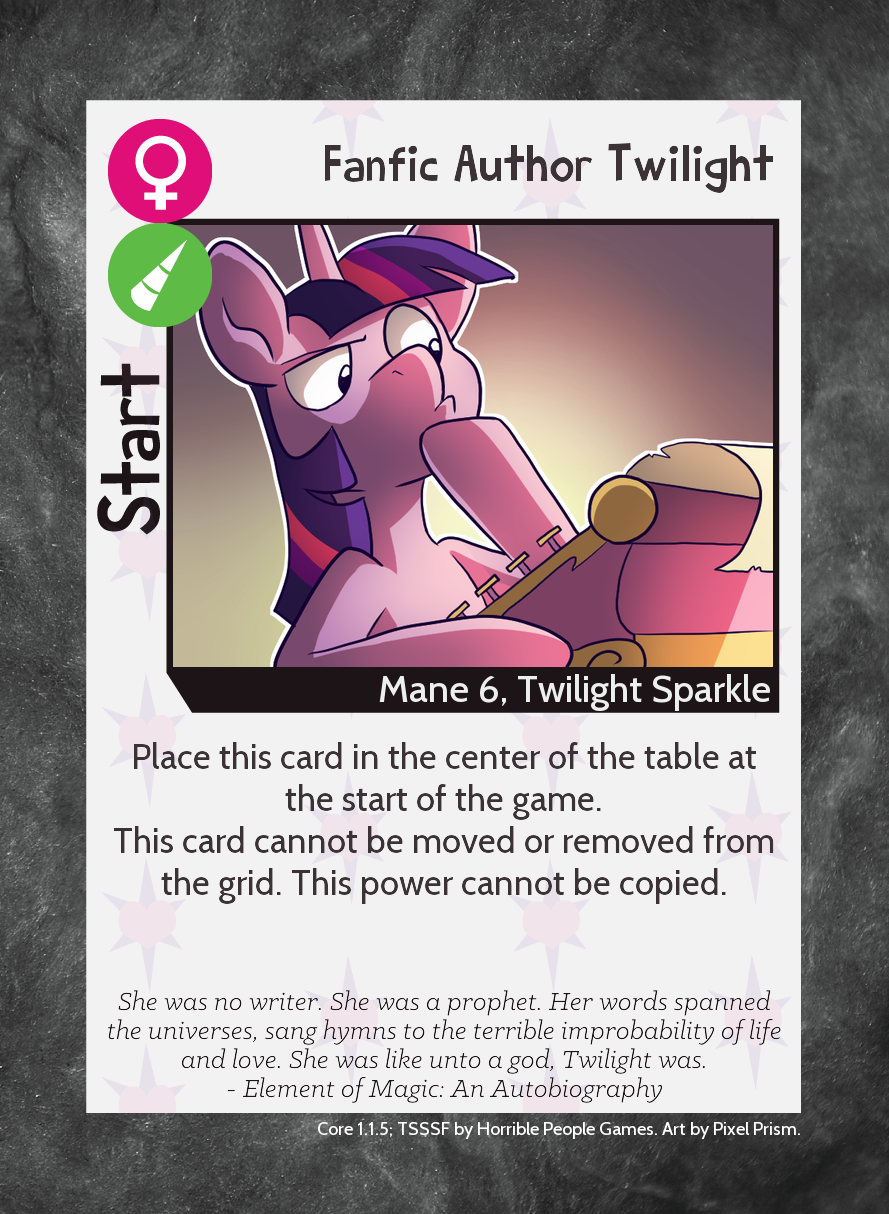 Fanfic Author Twilight
Start
Mane 6, Twilight Sparkle
Place this card in the center of the table at
the start of the game.
This card cannot be moved or removed from
the grid. This power cannot be copied.
She was no writer. She was a prophet. Her words spanned
the universes, sang hymns to the terrible improbability of life
and love. She was like unto a god, Twilight was.
- Element of Magic: An Autobiography
Core 1.1.5; TSSSF by Horrible People Games. Art by Pixel Prism.